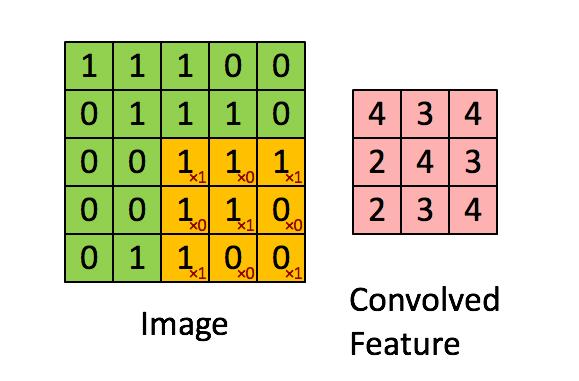 1 1 1 0 0
0 1 1 1 0 4 3 4
0 0 1×1 1×0 1×1 2 4 3
0 0 1×0 1×1 0×0 2 3 4
0 1 1×1 0×0 0×1
Image
Convolved
Feature